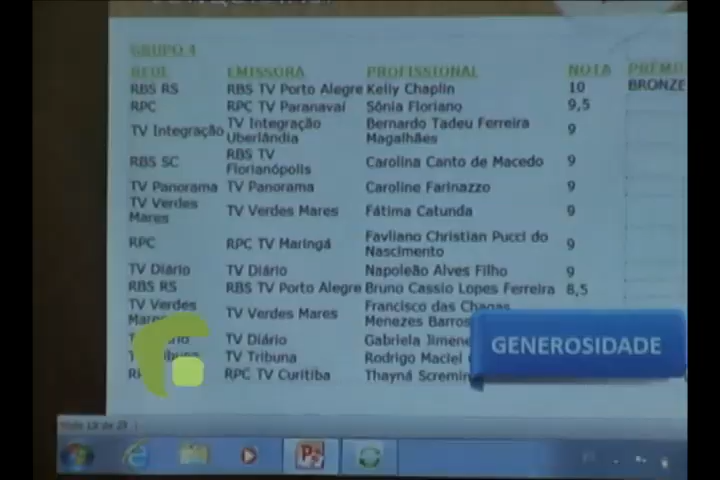 GRUPO 4
REDE EMISSORA PROFISSIONAL NOTA PRÊMIO
RBS RS RBS TV Porto Alegre Kelly Chaplin 10 BRONZE
RPC RPC TV Paranavaí Sônia Floriano 9,5
TV Integração TV Integração Uberlândia Bernardo Tadeu Ferreira Magalhães 9
RBS SC RBS TV Florianópolis Carolina Canto de Macedo 9
TV Panorama TV Panorama Caroline Farinazzo 9
TV Verdes Mares TV Verdes Mares Fátima Catunda 9
RPC RPC TV Maringá Favliano Christian Pucci do Nascimento 9
TV Diário TV Diário Napoleão Alves Filho 9
RBS RS RBS TV Porto Alegre Bruno Cassio Lopes Ferreira 8,5
TV Verdes TV Verdes Mares Francisco das Chagas Menezes Barros
TV Diário Gabriela
TV Tribuna Rodrigo Maciel
RPC TV Curitiba Thayná
GENEROSIDADE